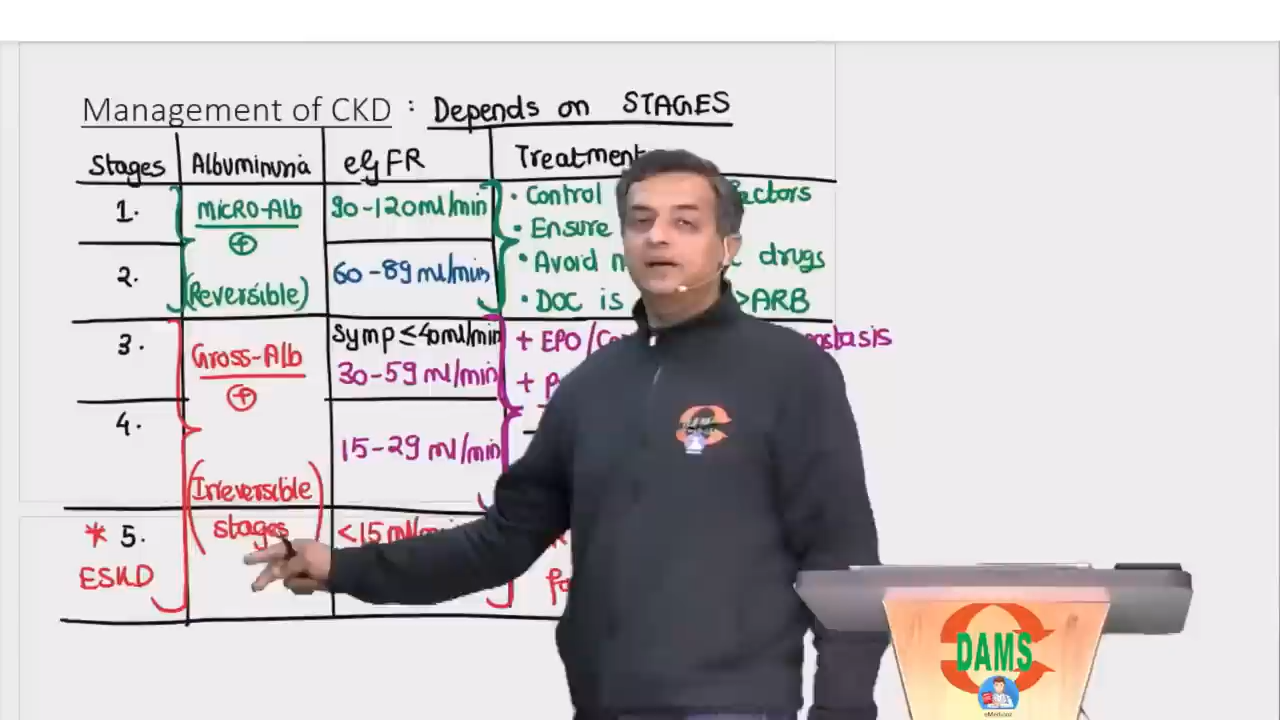 Management of CKD : Depends on STAGES
Stages Albuminuria eGFR Treatment
1. MICRO-Alb 90-120ml/min • Control factors
+ • Ensure
2. (Reversible) 60-89 ml/min • Avoid drugs
• DOC is >ARB
3. Gross-Alb Symp ≤40ml/min + EPO/
+ 30-59 ml/min +
4. 15-29 ml/min
(Irreversible
* 5. stages) <15
ESKD
DAMS